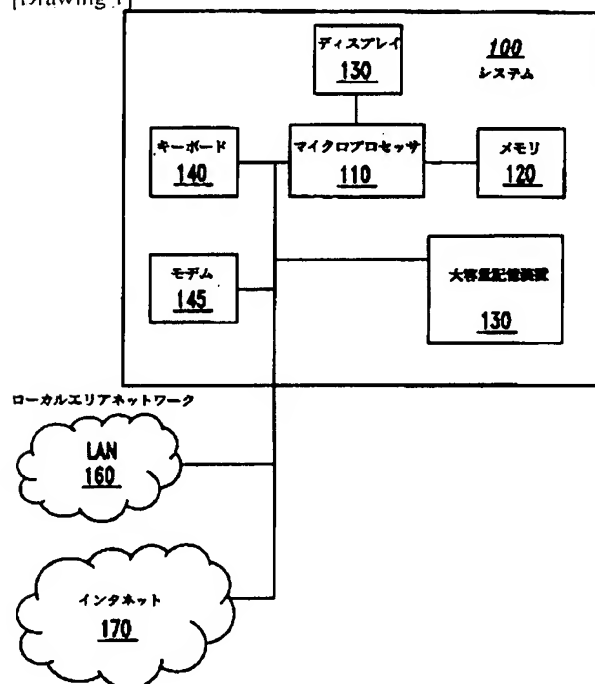 [Drawing 1]
ディスプレイ
130
100
システム
キーボード
140
マイクロプロセッサ
110
メモリ
120
モデム
145
大容量記憶装置
130
ローカルエリアネットワーク
LAN
160
インタネット
170